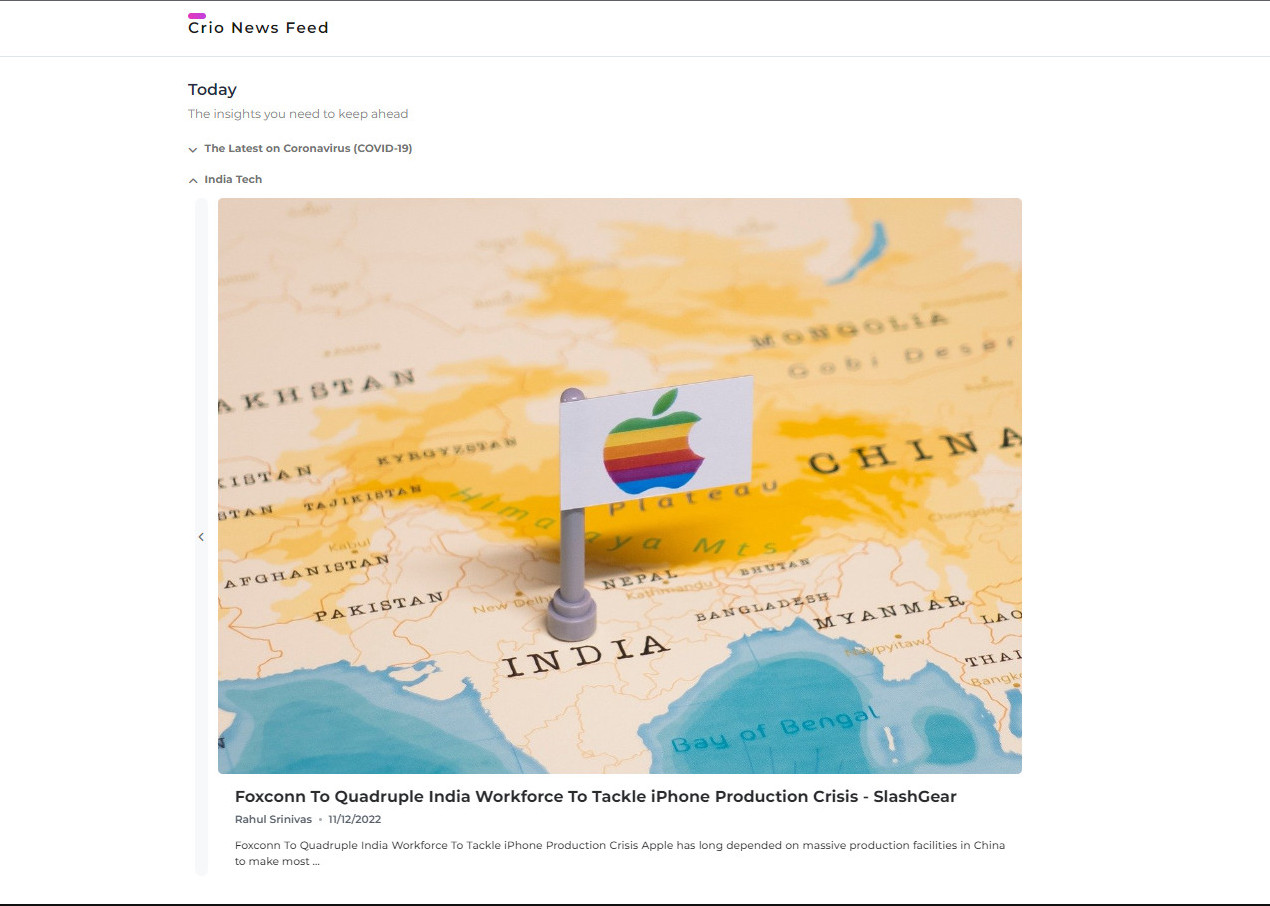 Crio News Feed
Today
The insights you need to keep ahead
The Latest on Coronavirus (COVID-19)
India Tech
MONGOLIA
Gobi Deser
AKHSTAN
CHINA
KYRGYZSTAN
KISTAN
TAJIKISTAN
STAN
Plateau
Himalaya Mts.
Chongqing
Kabul
AFGHANISTAN
BHUTAN
NEPAL
Kathmandu
PAKISTAN
New Delhi
BANGLADESH
MYANMAR
LAO
INDIA
THAI
Bangko
Bay of Bengal
Foxconn To Quadruple India Workforce To Tackle iPhone Production Crisis - SlashGear
Rahul Srinivas • 11/12/2022
Foxconn To Quadruple India Workforce To Tackle iPhone Production Crisis Apple has long depended on massive production facilities in China
to make most ...